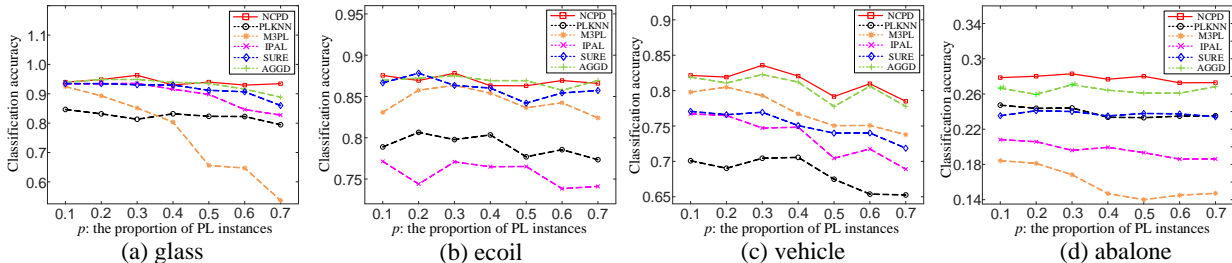 Classification accuracy
1.1
1.0
0.9
0.8
0.7
0.6
0.1 0.2 0.3 0.4 0.5 0.6 0.7
NCPD
PLKNN
M3PL
IPAL
SURE
AGGD
p: the proportion of PL instances
(a) glass
Classification accuracy
0.95
0.9
0.85
0.8
0.75
0.1 0.2 0.3 0.4 0.5 0.6 0.7
NCPD
PLKNN
M3PL
IPAL
SURE
AGGD
p: the proportion of PL instances
(b) ecoil
Classification accuracy
0.9
0.85
0.8
0.75
0.7
0.65
0.1 0.2 0.3 0.4 0.5 0.6 0.7
NCPD
PLKNN
M3PL
IPAL
SURE
AGGD
p: the proportion of PL instances
(c) vehicle
Classification accuracy
0.34
0.3
0.26
0.22
0.18
0.14
0.1 0.2 0.3 0.4 0.5 0.6 0.7
NCPD
PLKNN
M3PL
IPAL
SURE
AGGD
p: the proportion of PL instances
(d) abalone